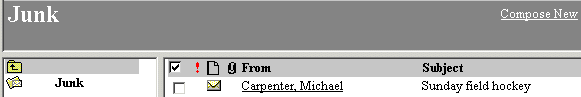 Junk Compose New
From Subject
Junk
Carpenter, Michael Sunday field hockey